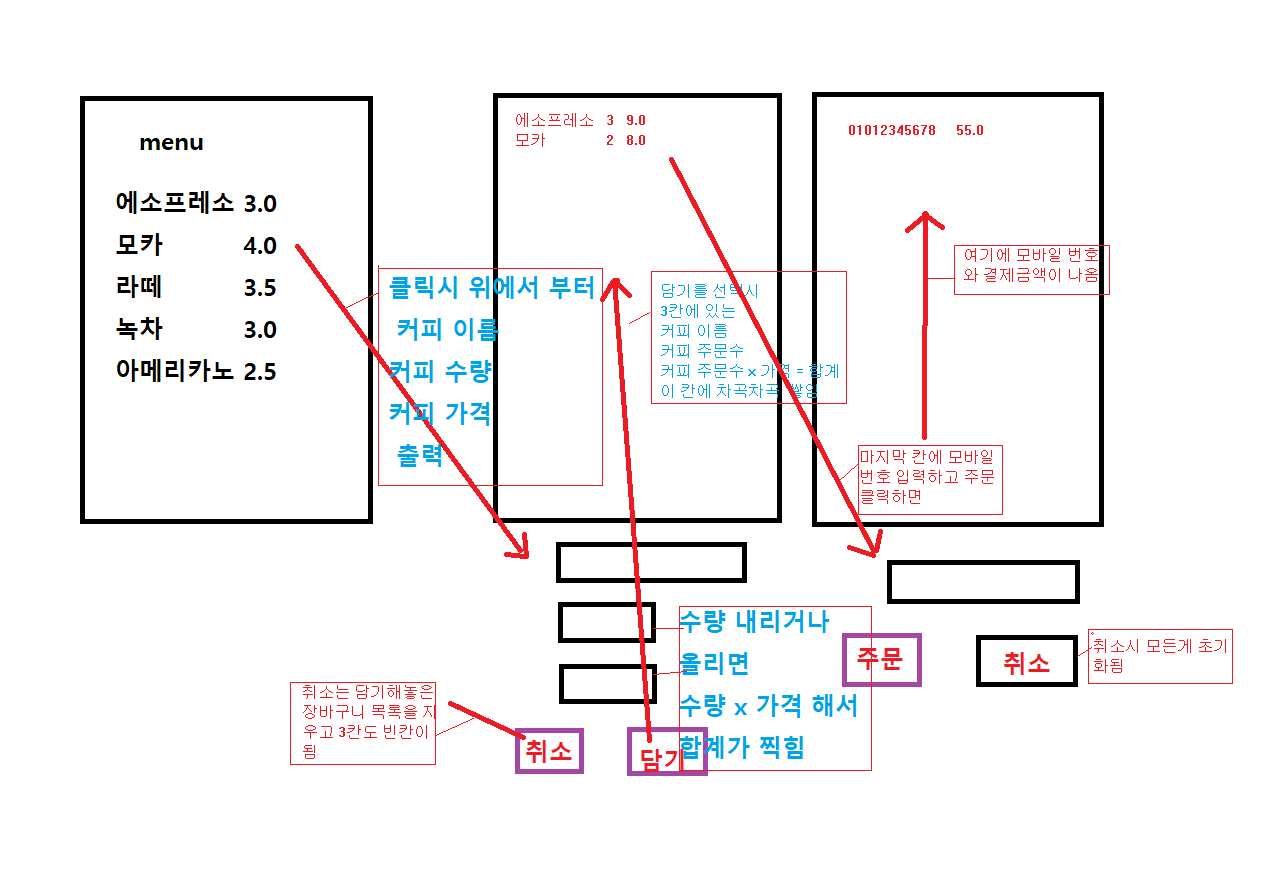 menu
에소프레소 3.0
모카 4.0
라떼 3.5
녹차 3.0
아메리카노 2.5
클릭시 위에서 부터
커피 이름
커피 수량
커피 가격
출력
에소프레소 3 9.0
모카 2 8.0
담기를 선택시
3칸에 있는
커피 이름
커피 주문수
커피 주문수 x 가격 = 합계
이 칸에 차곡차곡 쌓임
01012345678 55.0
여기에 모바일 번호
와 결제금액이 나옴
마지막 칸에 모바일
번호 입력하고 주문
클릭하면
수량 내리거나
올리면
수량 x 가격 해서
합계가 찍힘
취소는 담기해놓은
장바구니 목록을 지
우고 3칸도 빈칸이
됨
취소
담기
주문
취소
취소시 모든게 초기
화됨